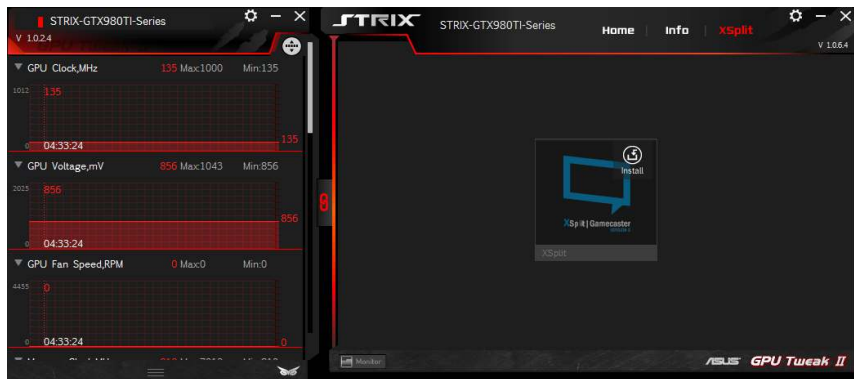 STRIX-GTX980TI-Series
V 1.0.2.4
GPU Clock,MHz 135 Max:1000 Min:135
1012 135
0 04:33:24 135
GPU Voltage,mV 856 Max:1043 Min:856
2025 856
0 04:33:24 856
GPU Fan Speed,RPM 0 Max:0 Min:0
4455 0
0 04:33:24 0
STRIX
STRIX-GTX980TI-Series
Home | Info | XSplit
V 1.0.6.4
Install
XSplit | Gamecaster
XSplit
Monitor
ASUS GPU Tweak II